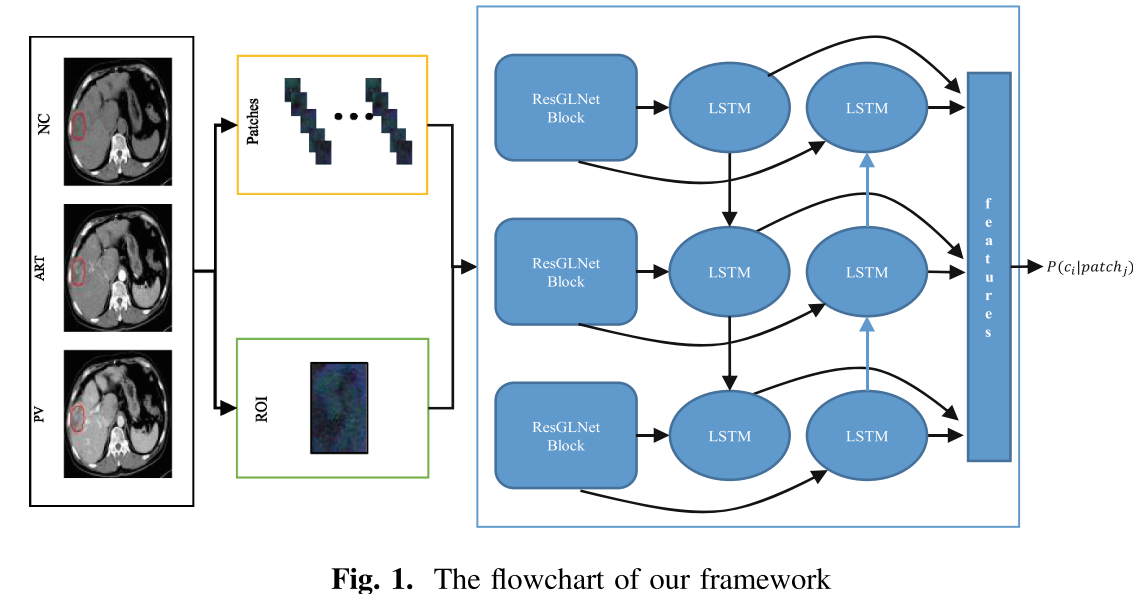 NC
ART
PV
Patches
ROI
ResGLNet
Block
LSTM
LSTM
ResGLNet
Block
LSTM
LSTM
ResGLNet
Block
LSTM
LSTM
features
P(c_i|patch_j)
Fig. 1. The flowchart of our framework